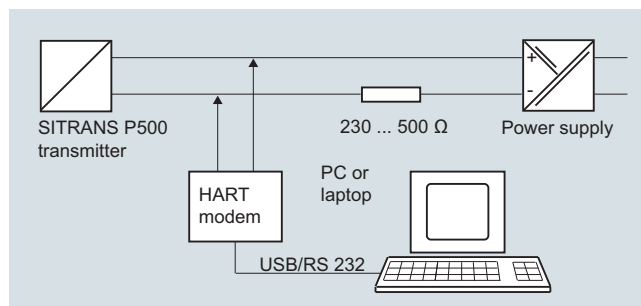 +
-
SITRANS P500
transmitter
230 ... 500 Ω
Power supply
PC or
laptop
HART
modem
USB/RS 232